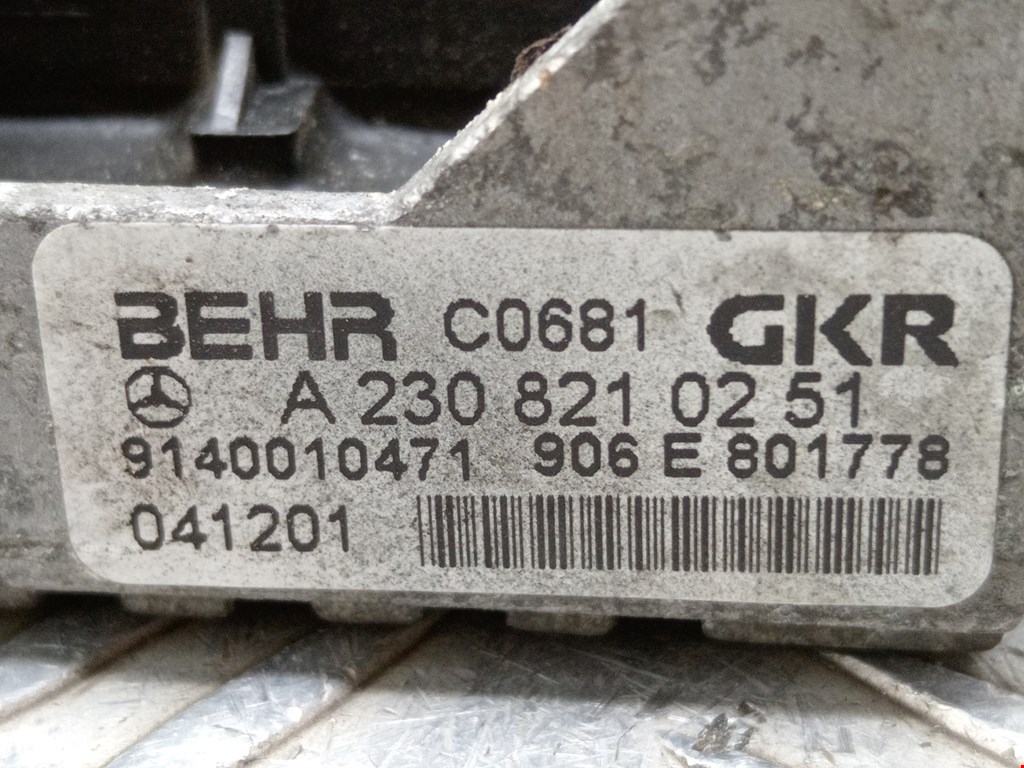 BEHR C0681 GKR
A 230 821 02 51
9140010471 906 E 801778
041201